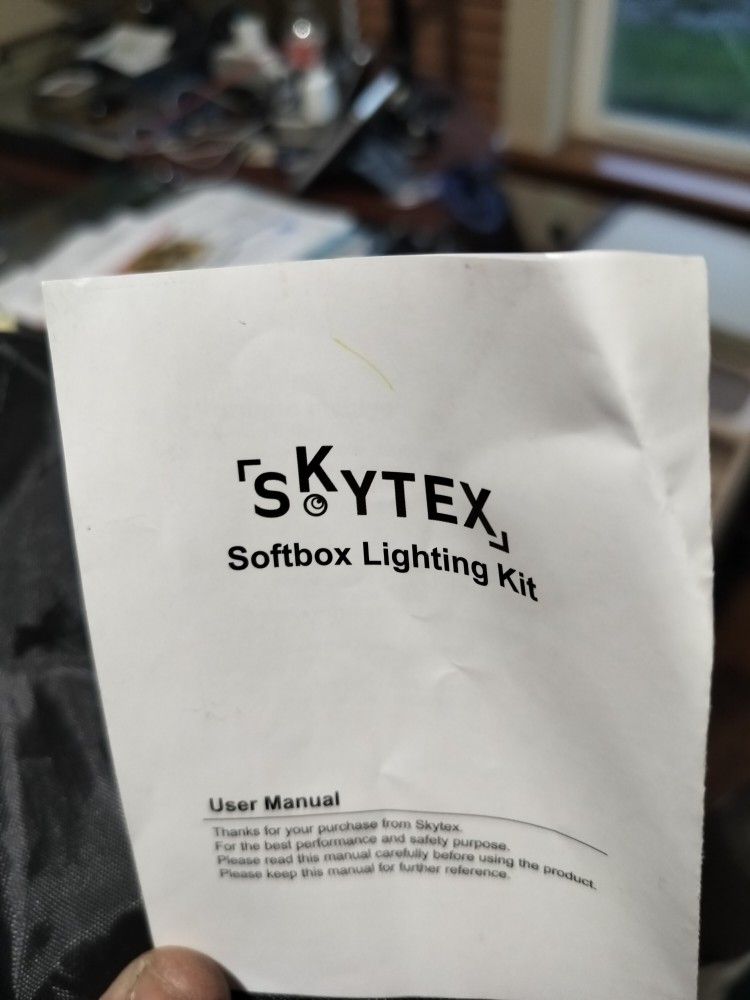 SKYTEX
Softbox Lighting Kit
User Manual
Thanks for your purchase from Skytex.
For the best performance and safety purpose.
Please read this manual carefully before using the product.
Please keep this manual for further reference.